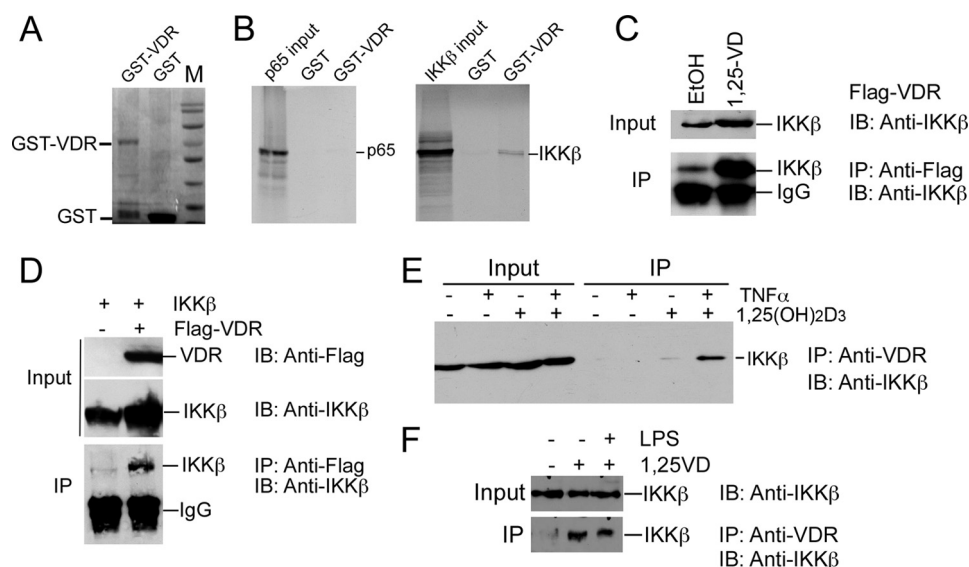 A
GST-VDR
GST
M
GST-VDR
GST
B
p65 input
GST
GST-VDR
p65
IKKβ input
GST
GST-VDR
IKKβ
C
EtOH
1,25-VD
Flag-VDR
Input
IKKβ
IB: Anti-IKKβ
IP
IKKβ
IP: Anti-Flag
IgG
IB: Anti-IKKβ
D
+ + IKKβ
- + Flag-VDR
Input
VDR
IB: Anti-Flag
IKKβ
IB: Anti-IKKβ
IP
IKKβ
IP: Anti-Flag
IB: Anti-IKKβ
IgG
E
Input
IP
- + - + - + - + TNFα
- - + + - - + + 1,25(OH)₂D₃
IKKβ
IP: Anti-VDR
IB: Anti-IKKβ
F
- - + LPS
- + + 1,25VD
Input
IKKβ
IB: Anti-IKKβ
IP
IKKβ
IP: Anti-VDR
IB: Anti-IKKβ